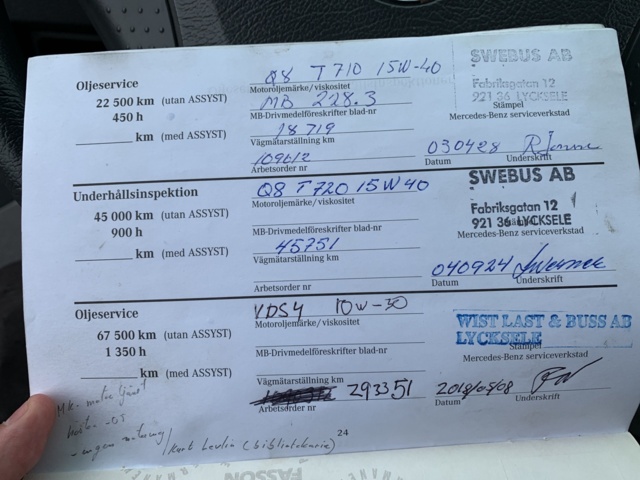 Q8 T710 15W-40
Oljeservice
Motoroljemärke/viskositet
22 500 km (utan ASSYST)
MB 228.3
450 h
MB-Drivmedelföreskrifter blad-nr
18719
km (med ASSYST)
Vägmätarställning km
109612
Arbetsorder nr
SWEBUS AB
Fabriksgatan 12
921 36 LYCKSELE
Stämpel
Mercedes-Benz serviceverkstad
030428
Datum Underskrift
Underhållsinspektion
Q8 T720 15W40
Motoroljemärke/viskositet
45 000 km (utan ASSYST)
900 h
MB-Drivmedelföreskrifter blad-nr
45751
km (med ASSYST)
Vägmätarställning km
Arbetsorder nr
SWEBUS AB
Fabriksgatan 12
921 36 LYCKSELE
Stämpel
Mercedes-Benz serviceverkstad
040924
Datum Underskrift
Oljeservice
VDS4 10W-30
Motoroljemärke/viskositet
67 500 km (utan ASSYST)
1 350 h
MB-Drivmedelföreskrifter blad-nr
km (med ASSYST)
Vägmätarställning km
293351
Arbetsorder nr
WIST LAST & BUSS AB
LYCKSELE
Stämpel
Mercedes-Benz serviceverkstad
2018/05/08
Datum Underskrift
/Kurt Levlin (bibliotekarie)
24